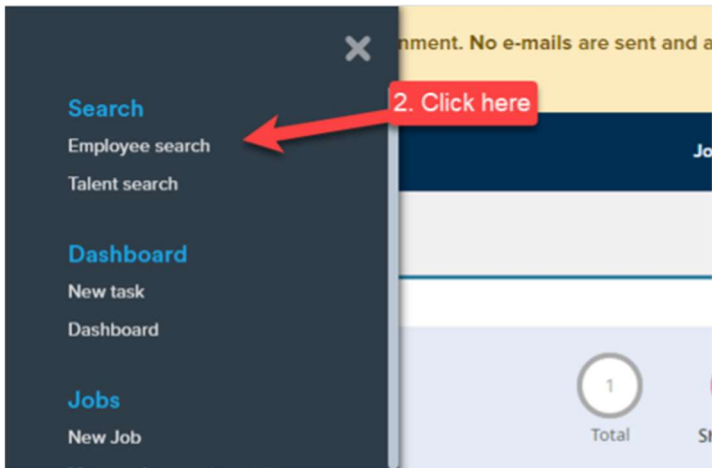 nment. No e-mails are sent and a
2. Click here
Search
Employee search
Talent search
Jo
Dashboard
New task
Dashboard
Jobs
New Job
1
Total